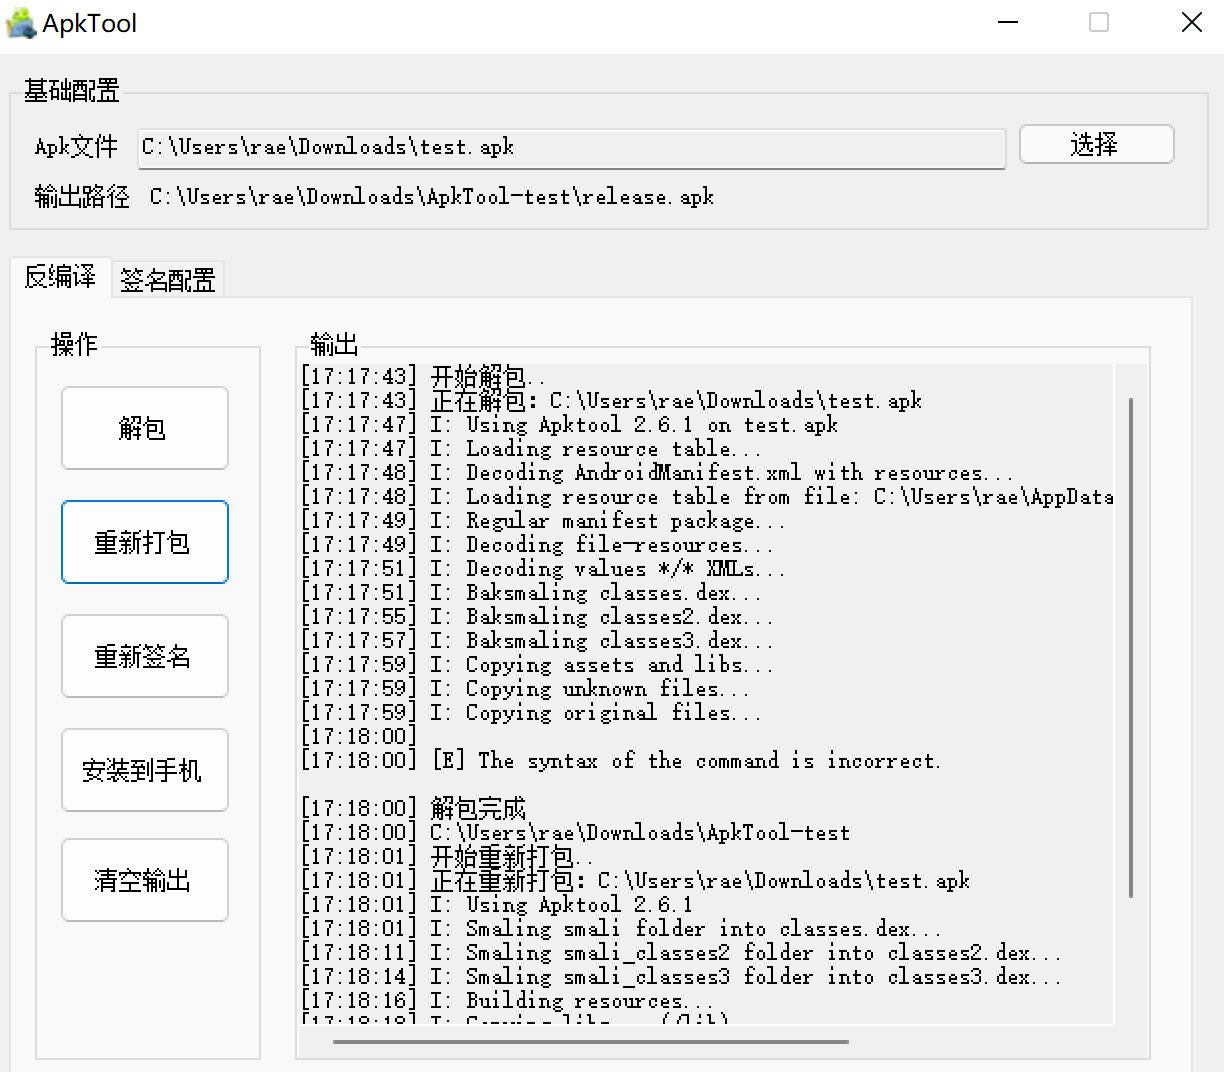 ApkTool
基础配置
Apk文件 C:\Users\rae\Downloads\test.apk 选择
输出路径 C:\Users\rae\Downloads\ApkTool-test\release.apk
反编译 签名配置
操作
解包
重新打包
重新签名
安装到手机
清空输出
输出
[17:17:43] 开始解包..
[17:17:43] 正在解包: C:\Users\rae\Downloads\test.apk
[17:17:47] I: Using Apktool 2.6.1 on test.apk
[17:17:47] I: Loading resource table...
[17:17:48] I: Decoding AndroidManifest.xml with resources...
[17:17:48] I: Loading resource table from file: C:\Users\rae\AppData
[17:17:49] I: Regular manifest package...
[17:17:49] I: Decoding file-resources...
[17:17:51] I: Decoding values */* XMLs...
[17:17:51] I: Baksmaling classes.dex...
[17:17:55] I: Baksmaling classes2.dex...
[17:17:57] I: Baksmaling classes3.dex...
[17:17:59] I: Copying assets and libs...
[17:17:59] I: Copying unknown files...
[17:17:59] I: Copying original files...
[17:18:00]
[17:18:00] [E] The syntax of the command is incorrect.
[17:18:00] 解包完成
[17:18:00] C:\Users\rae\Downloads\ApkTool-test
[17:18:01] 开始重新打包..
[17:18:01] 正在重新打包: C:\Users\rae\Downloads\test.apk
[17:18:01] I: Using Apktool 2.6.1
[17:18:01] I: Smaling smali folder into classes.dex...
[17:18:11] I: Smaling smali_classes2 folder into classes2.dex...
[17:18:14] I: Smaling smali_classes3 folder into classes3.dex...
[17:18:16] I: Building resources...
[17:18:18] I: Copying libs... (/lib)